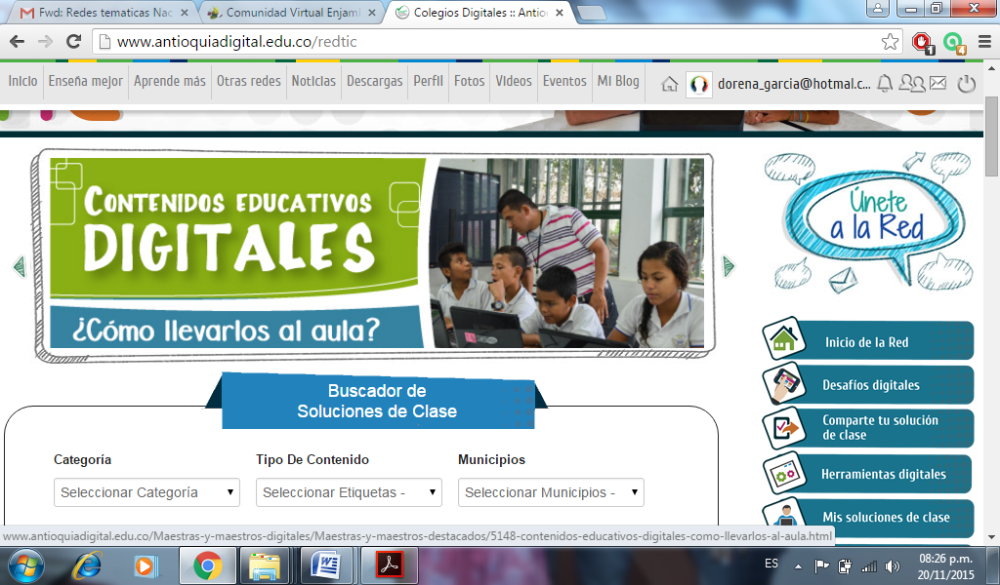 Fwd: Redes tematicas Nac
Comunidad Virtual Enjam
Colegios Digitales :: Antio
www.antioquiadigital.edu.co/redtic
1
4
Inicio Enseña mejor Aprende más Otras redes Noticias Descargas Perfil Fotos Videos Eventos Mi Blog
dorena_garcia@hotmal.c...
CONTENIDOS EDUCATIVOS
DIGITALES
¿Cómo llevarlos al aula?
Únete
a la Red
Inicio de la Red
Desafíos digitales
Comparte tu solución
de clase
Herramientas digitales
Mis soluciones de clase
Buscador de
Soluciones de Clase
Categoría Tipo De Contenido Municipios
Seleccionar Categoría Seleccionar Etiquetas - Seleccionar Municipios -
www.antioquiadigital.edu.co/Maestras-y-maestros-digitales/Maestras-y-maestros-destacados/5148-contenidos-educativos-digitales-como-llevarlos-al-aula.html
ES
08:26 p.m.
20/11/2015